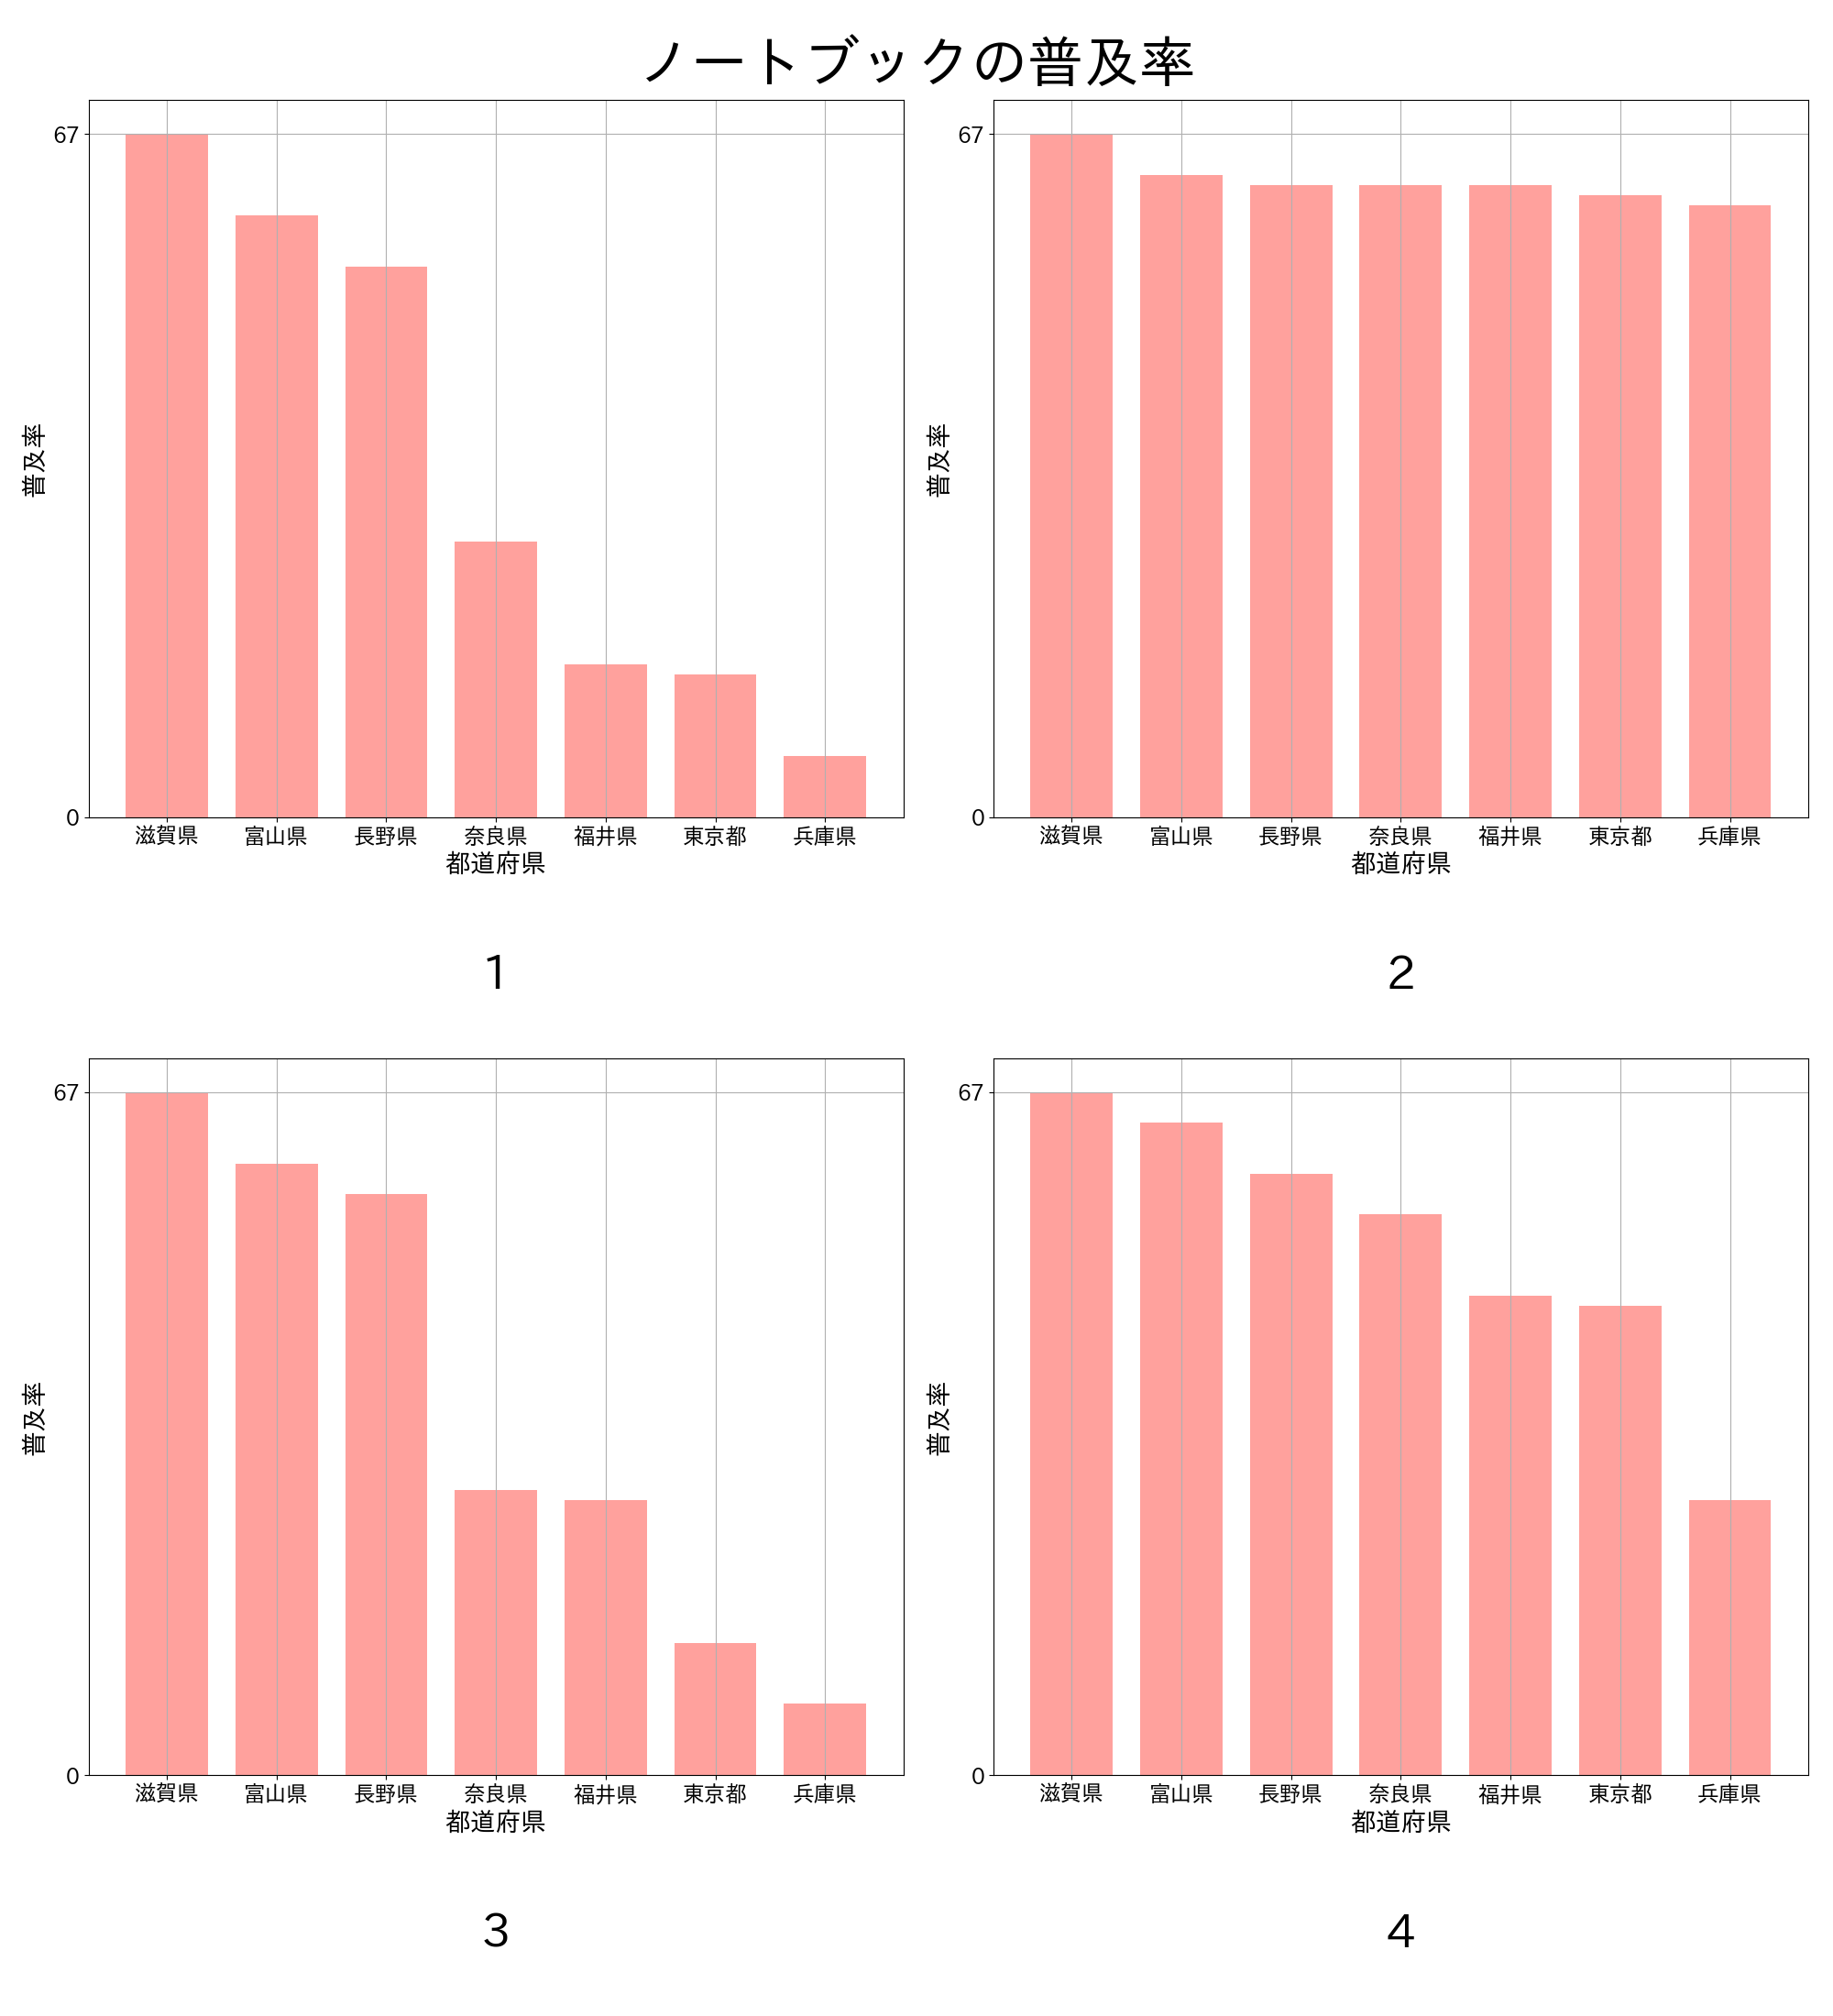 ノートブックの普及率
67
普及率
0
滋賀県 富山県 長野県 奈良県 福井県 東京都 兵庫県
都道府県
1
67
普及率
0
滋賀県 富山県 長野県 奈良県 福井県 東京都 兵庫県
都道府県
2
67
普及率
0
滋賀県 富山県 長野県 奈良県 福井県 東京都 兵庫県
都道府県
3
67
普及率
0
滋賀県 富山県 長野県 奈良県 福井県 東京都 兵庫県
都道府県
4